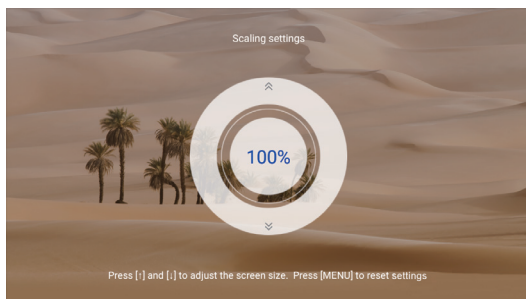 Scaling settings
100%
Press [↑] and [↓] to adjust the screen size.  Press [MENU] to reset settings